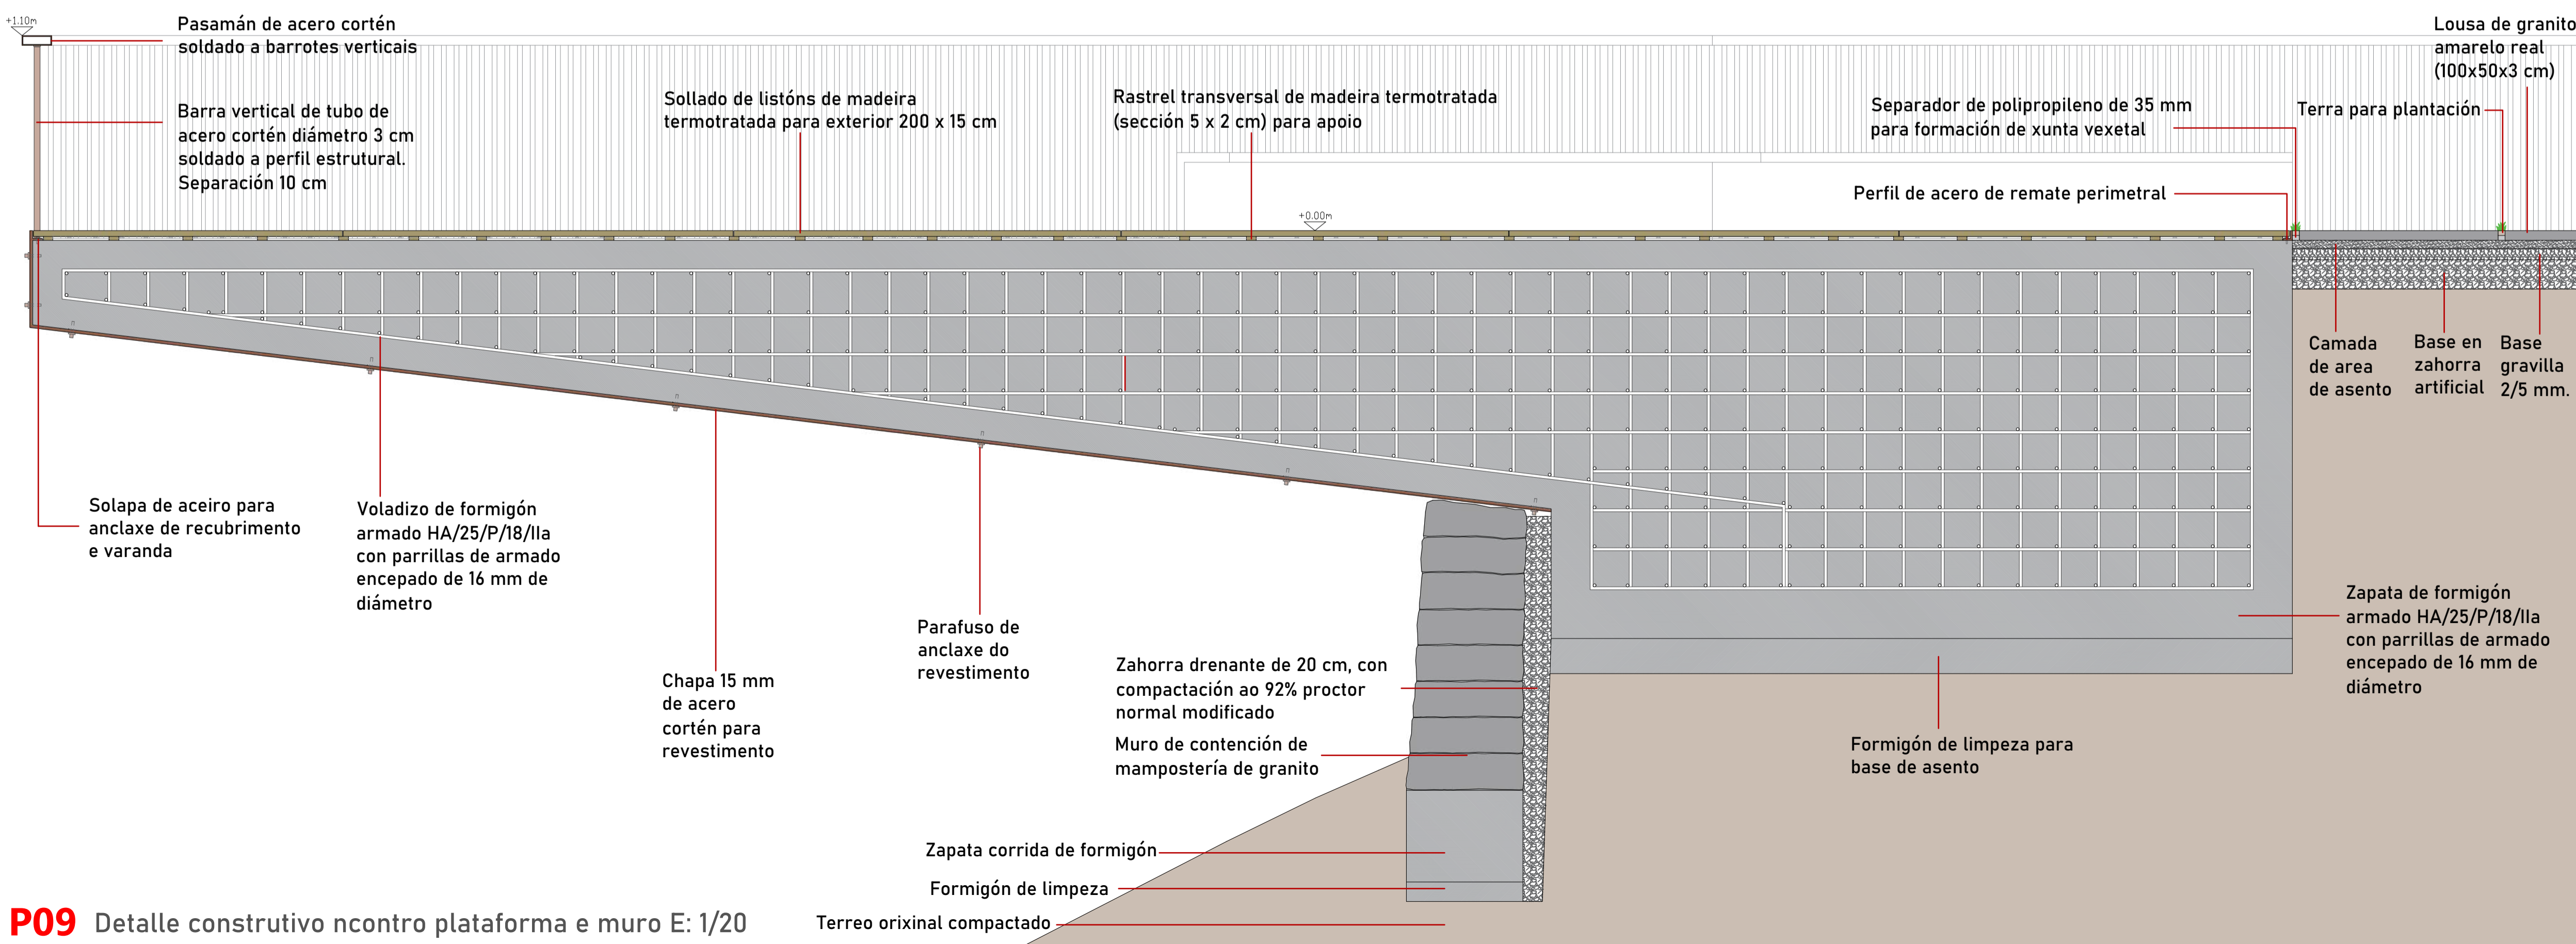 +1.10m
Pasamán de acero cortén
soldado a barrotes verticais
Barra vertical de tubo de
acero cortén diámetro 3 cm
soldado a perfil estrutural.
Separación 10 cm
Sollado de listóns de madeira
termotratada para exterior 200 x 15 cm
Rastrel transversal de madeira termotratada
(sección 5 x 2 cm) para apoio
+0.00m
Separador de polipropileno de 35 mm
para formación de xunta vexetal
Perfil de acero de remate perimetral
Terra para plantación
Lousa de granito
amarelo real
(100x50x3 cm)
Camada
de area
de asento
Base en
zahorra
artificial
Base
gravilla
2/5 mm.
Solapa de aceiro para
anclaxe de recubrimento
e varanda
Voladizo de formigón
armado HA/25/P/18/IIa
con parrillas de armado
encepado de 16 mm de
diámetro
Chapa 15 mm
de acero
cortén para
revestimento
Parafuso de
anclaxe do
revestimento
Zahorra drenante de 20 cm, con
compactación ao 92% proctor
normal modificado
Muro de contención de
mampostería de granito
Zapata corrida de formigón
Formigón de limpeza
Terreo orixinal compactado
Formigón de limpeza para
base de asento
Zapata de formigón
armado HA/25/P/18/IIa
con parrillas de armado
encepado de 16 mm de
diámetro
P09 Detalle construtivo ncontro plataforma e muro E: 1/20